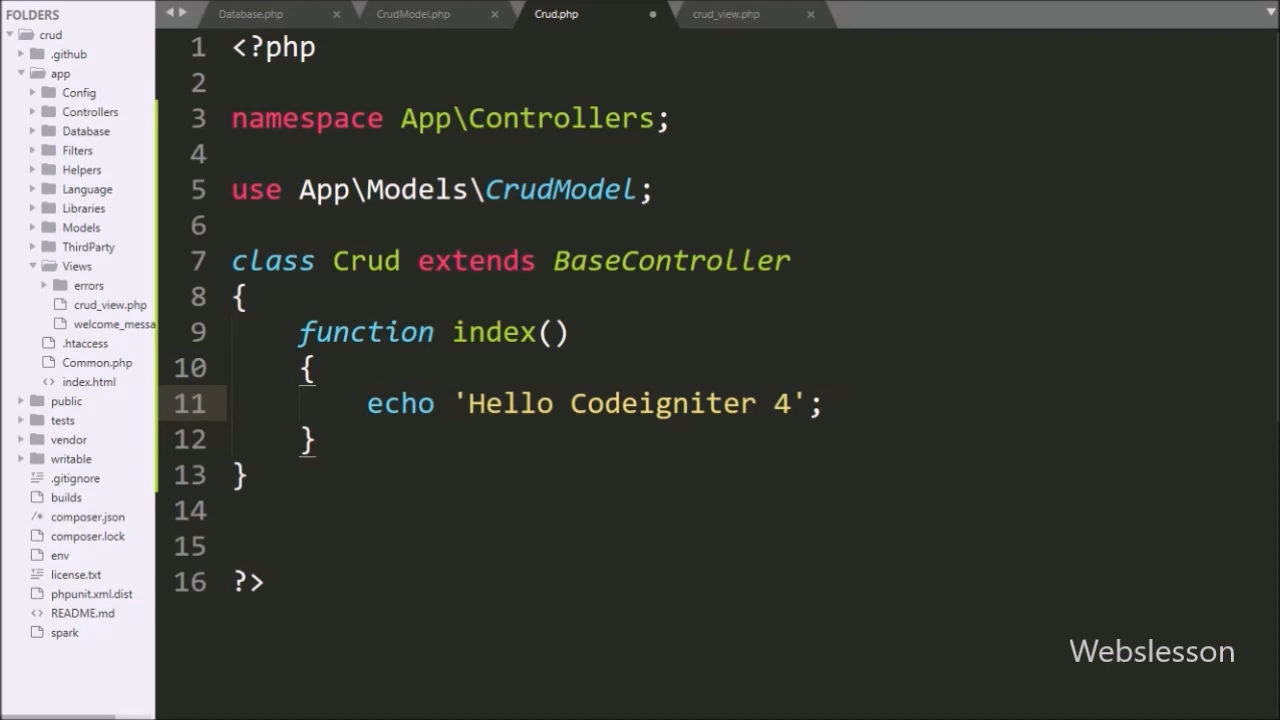 FOLDERS
crud
.github
app
Config
Controllers
Database
Filters
Helpers
Language
Libraries
Models
ThirdParty
Views
errors
crud_view.php
welcome_messa
.htaccess
Common.php
index.html
public
tests
vendor
writable
.gitignore
builds
composer.json
composer.lock
env
license.txt
phpunit.xml.dist
README.md
spark
Database.php
CrudModel.php
Crud.php
crud_view.php
1 <?php
2
3 namespace App\Controllers;
4
5 use App\Models\CrudModel;
6
7 class Crud extends BaseController
8 {
9 function index()
10 {
11 echo 'Hello Codeigniter 4';
12 }
13 }
14
15
16 ?>
Webslesson